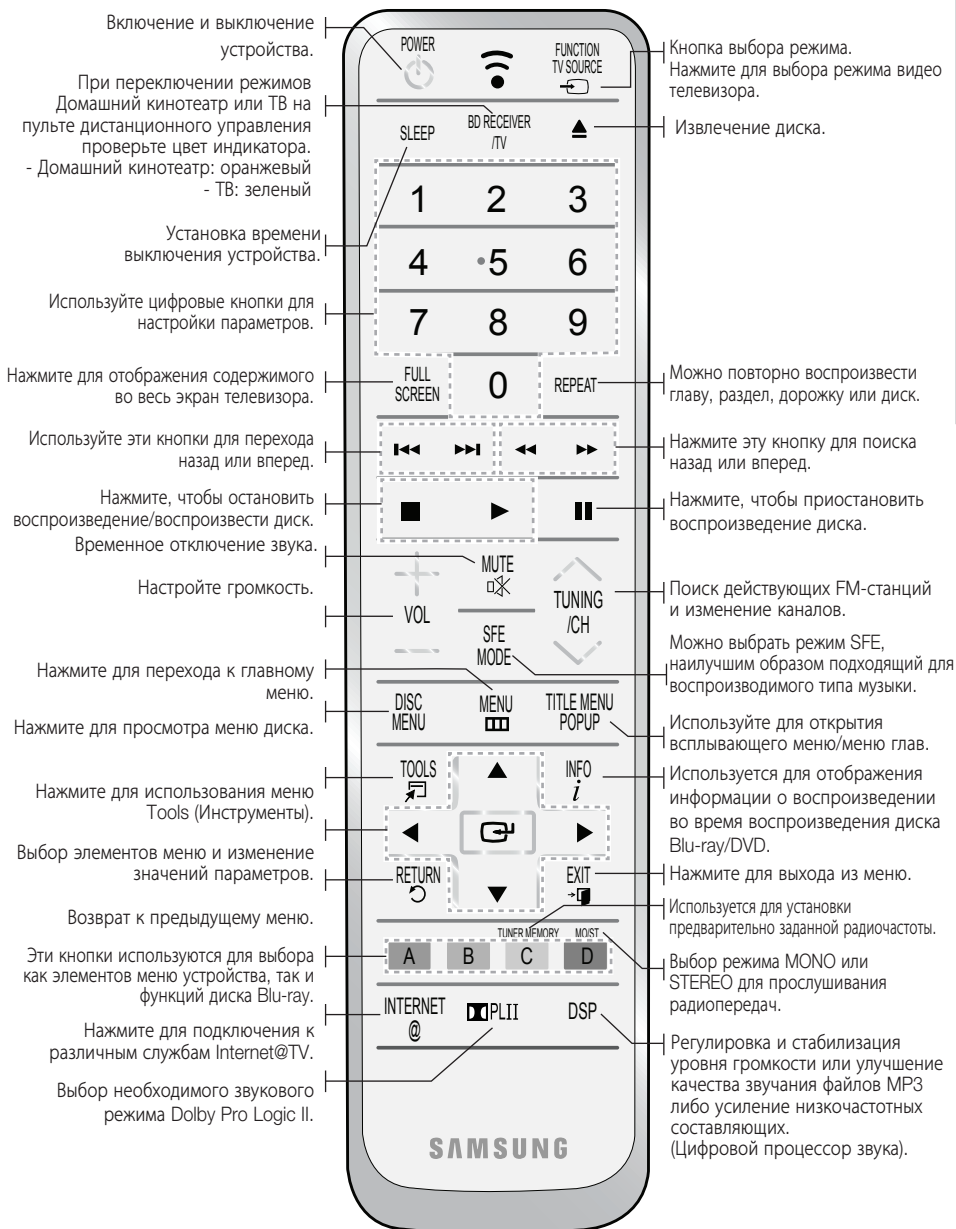 Включение и выключение
устройства.
При переключении режимов
Домашний кинотеатр или ТВ на
пульте дистанционного управления
проверьте цвет индикатора.
- Домашний кинотеатр: оранжевый
- ТВ: зеленый
Установка времени
выключения устройства.
Используйте цифровые кнопки для
настройки параметров.
Нажмите для отображения содержимого
во весь экран телевизора.
Используйте эти кнопки для перехода
назад или вперед.
Нажмите, чтобы остановить
воспроизведение/воспроизвести диск.
Временное отключение звука.
Настройте громкость.
Нажмите для перехода к главному
меню.
Нажмите для просмотра меню диска.
Нажмите для использования меню
Tools (Инструменты).
Выбор элементов меню и изменение
значений параметров.
Возврат к предыдущему меню.
Эти кнопки используются для выбора
как элементов меню устройства, так и
функций диска Blu-ray.
Нажмите для подключения к
различным службам Internet@TV.
Выбор необходимого звукового
режима Dolby Pro Logic II.
POWER
FUNCTION
TV SOURCE
SLEEP
BD RECEIVER
/TV
1 2 3
4 5 6
7 8 9
FULL
SCREEN
0
REPEAT
MUTE
VOL
TUNING
/CH
SFE
MODE
DISC
MENU
MENU
TITLE MENU
POPUP
TOOLS
INFO
i
RETURN
EXIT
TUNER MEMORY
MO/ST
A B C D
INTERNET
@
PLII
DSP
SAMSUNG
Кнопка выбора режима.
Нажмите для выбора режима видео
телевизора.
Извлечение диска.
Можно повторно воспроизвести
главу, раздел, дорожку или диск.
Нажмите эту кнопку для поиска
назад или вперед.
Нажмите, чтобы приостановить
воспроизведение диска.
Поиск действующих FM-станций
и изменение каналов.
Можно выбрать режим SFE,
наилучшим образом подходящий для
воспроизводимого типа музыки.
Используйте для открытия
всплывающего меню/меню глав.
Используется для отображения
информации о воспроизведении
во время воспроизведения диска
Blu-ray/DVD.
Нажмите для выхода из меню.
Используется для установки
предварительно заданной радиочастоты.
Выбор режима MONO или
STEREO для прослушивания
радиопередач.
Регулировка и стабилизация
уровня громкости или улучшение
качества звучания файлов MP3
либо усиление низкочастотных
составляющих.
(Цифровой процессор звука).